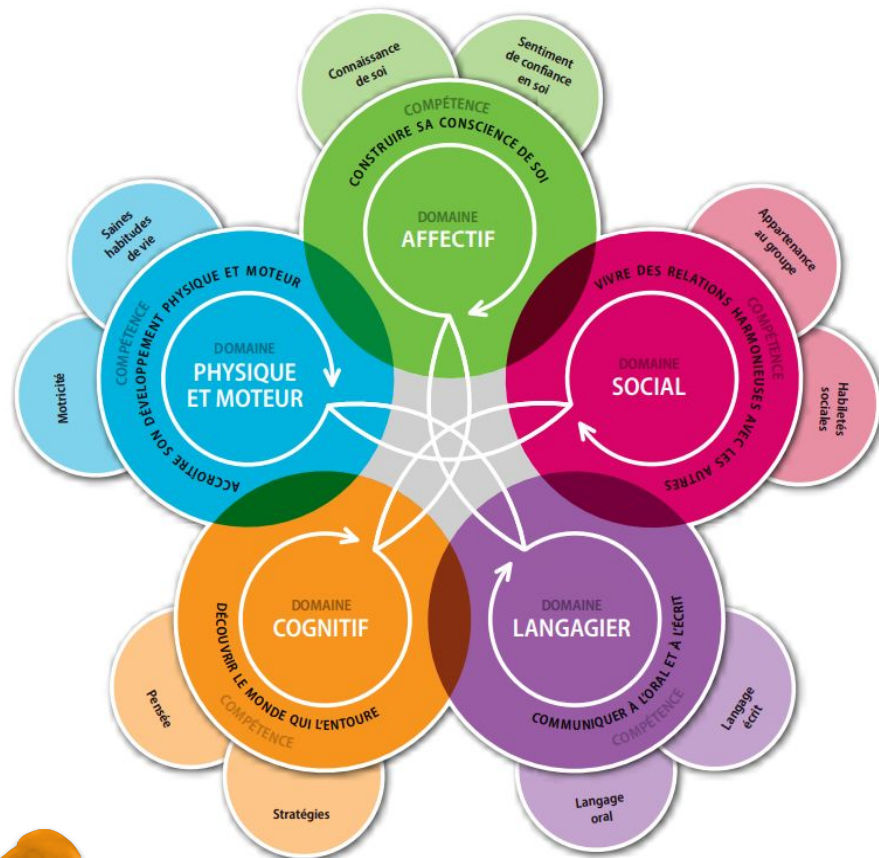 Connaissance
de soi
Sentiment
de confiance
en soi
COMPÉTENCE
CONSTRUIRE SA CONSCIENCE DE SOI
DOMAINE
AFFECTIF
Appartenance
au groupe
Habiletés
sociales
COMPÉTENCE
VIVRE DES RELATIONS HARMONIEUSES AVEC LES AUTRES
DOMAINE
SOCIAL
Langage
écrit
Langage
oral
COMPÉTENCE
COMMUNIQUER À L'ORAL ET À L'ÉCRIT
DOMAINE
LANGAGIER
Stratégies
Pensée
COMPÉTENCE
DÉCOUVRIR LE MONDE QUI L'ENTOURE
DOMAINE
COGNITIF
Motricité
Saines
habitudes
de vie
COMPÉTENCE
ACCROÎTRE SON DÉVELOPPEMENT PHYSIQUE ET MOTEUR
DOMAINE
PHYSIQUE
ET MOTEUR